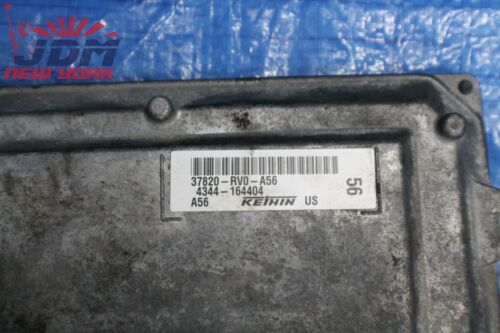 JDM
NEW YORK
37820-RV0-A56
4344-164404
A56 KEIHIN US
56